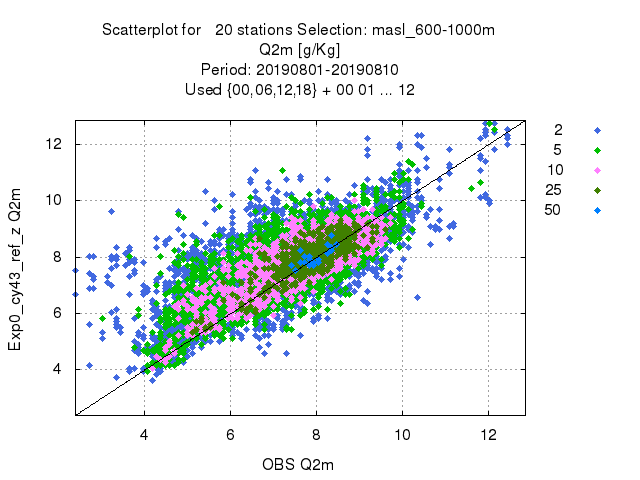 Scatterplot for 20 stations Selection: masl_600-1000m
Q2m [g/Kg]
Period: 20190801-20190810
Used {00,06,12,18} + 00 01 ... 12
2
5
10
25
50
12
10
8
6
4
Exp0_cy43_ref_z Q2m
4 6 8 10 12
OBS Q2m